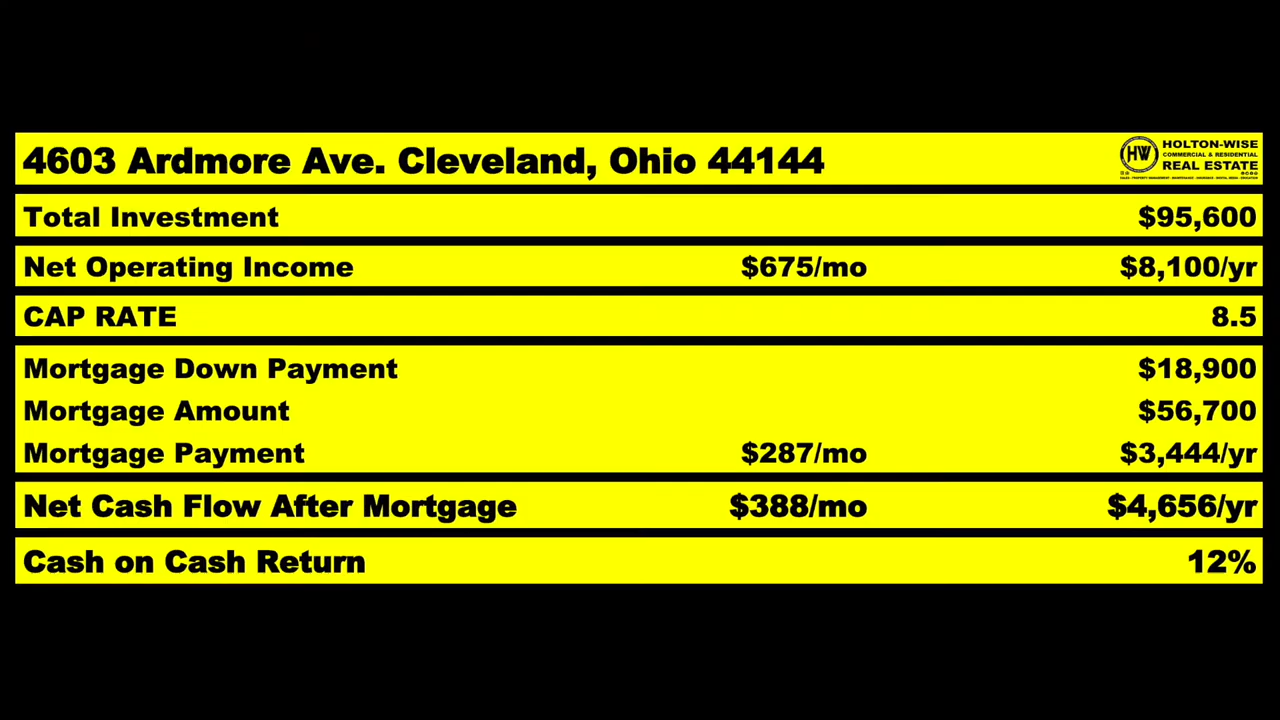 4603 Ardmore Ave. Cleveland, Ohio 44144
HW
HOLTON-WISE
COMMERCIAL & RESIDENTIAL
REAL ESTATE
Total Investment $95,600
Net Operating Income $675/mo $8,100/yr
CAP RATE 8.5
Mortgage Down Payment $18,900
Mortgage Amount $56,700
Mortgage Payment $287/mo $3,444/yr
Net Cash Flow After Mortgage $388/mo $4,656/yr
Cash on Cash Return 12%